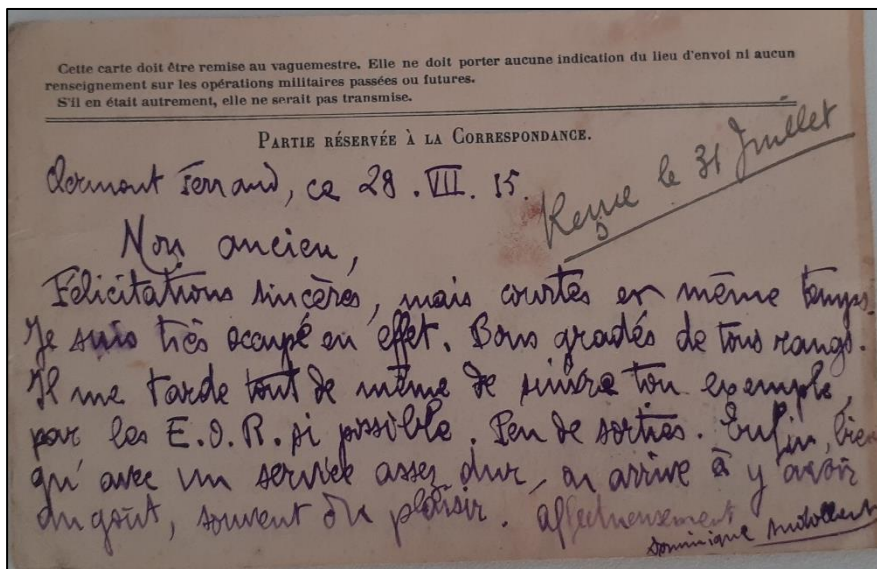 Cette carte doit être remise au vaguemestre. Elle ne doit porter aucune indication du lieu d'envoi ni aucun
renseignement sur les opérations militaires passées ou futures.
S'il en était autrement, elle ne serait pas transmise.
PARTIE RÉSERVÉE À LA CORRESPONDANCE.
Clermont Ferrand, ce 28. VII. 15.
Reçue le 31 Juillet
Mon ancien,
Félicitations sincères, mais courtes en même temps.
Je suis très occupé en effet. Bons gradés de tous rangs.
Il me tarde tout de même de suivre ton exemple,
par les E.O.R. si possible. Peu de sorties. Enfin, bien
qu'avec un service assez dur, on arrive à y avoir
du goût, souvent du plaisir. Affectueusement
Dominique